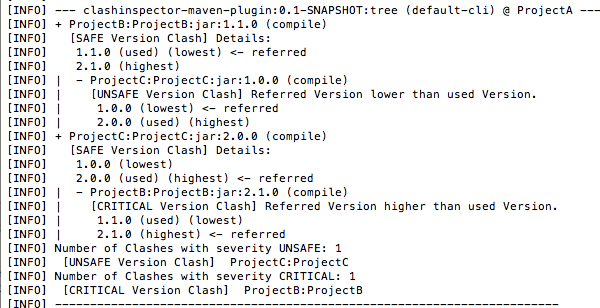 [INFO] --- clashinspector-maven-plugin:0.1-SNAPSHOT:tree (default-cli) @ ProjectA ---
[INFO] + ProjectB:ProjectB:jar:1.1.0 (compile)
[INFO]   [SAFE Version Clash] Details:
[INFO]    1.1.0 (used) (lowest) <- referred
[INFO]    2.1.0 (highest)
[INFO] |  - ProjectC:ProjectC:jar:1.0.0 (compile)
[INFO] |    [UNSAFE Version Clash] Referred Version lower than used Version.
[INFO] |     1.0.0 (lowest) <- referred
[INFO] |     2.0.0 (used) (highest)
[INFO] + ProjectC:ProjectC:jar:2.0.0 (compile)
[INFO]   [SAFE Version Clash] Details:
[INFO]    1.0.0 (lowest)
[INFO]    2.0.0 (used) (highest) <- referred
[INFO] |  - ProjectB:ProjectB:jar:2.1.0 (compile)
[INFO] |    [CRITICAL Version Clash] Referred Version higher than used Version.
[INFO] |     1.1.0 (used) (lowest)
[INFO] |     2.1.0 (highest) <- referred
[INFO] Number of Clashes with severity UNSAFE: 1
[INFO]  [UNSAFE Version Clash]  ProjectC:ProjectC
[INFO] Number of Clashes with severity CRITICAL: 1
[INFO]  [CRITICAL Version Clash]  ProjectB:ProjectB
[INFO] ------------------------------------------------------------------------